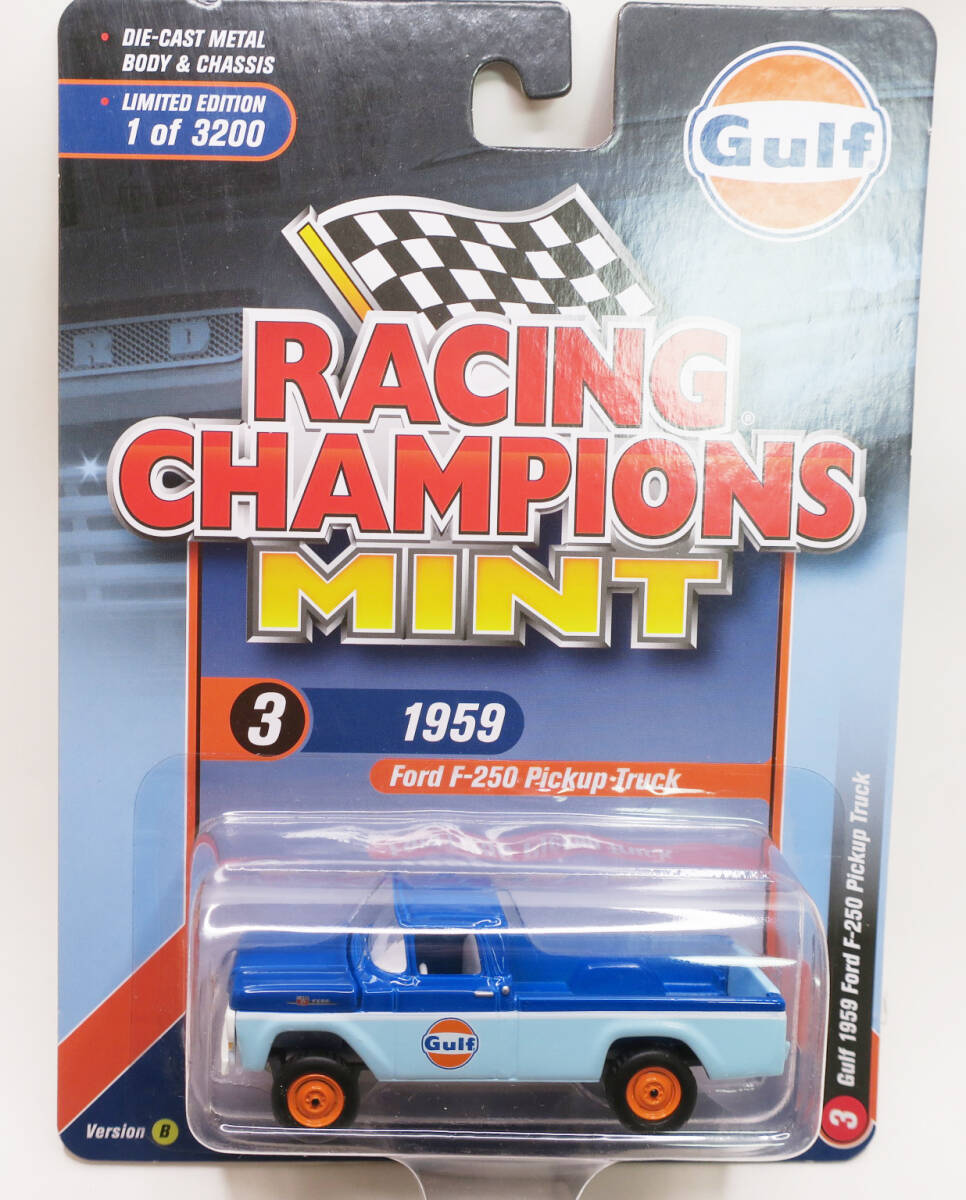 • DIE-CAST METAL
BODY & CHASSIS
• LIMITED EDITION
1 of 3200
Gulf
RACING
CHAMPIONS®
MINT
3
1959
Ford F-250 Pickup Truck
Gulf
3 Gulf 1959 Ford F-250 Pickup Truck
Version B